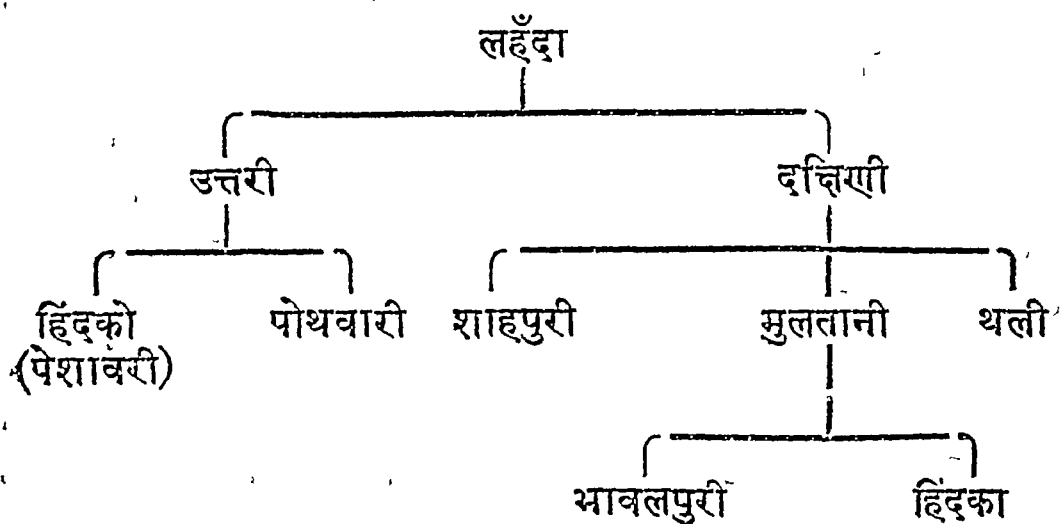 लहँदा
उत्तरी दक्षिणी
हिंदको पोथवारी शाहपुरी मुलतानी थली
(पेशावरी)
भावलपुरी हिंदका